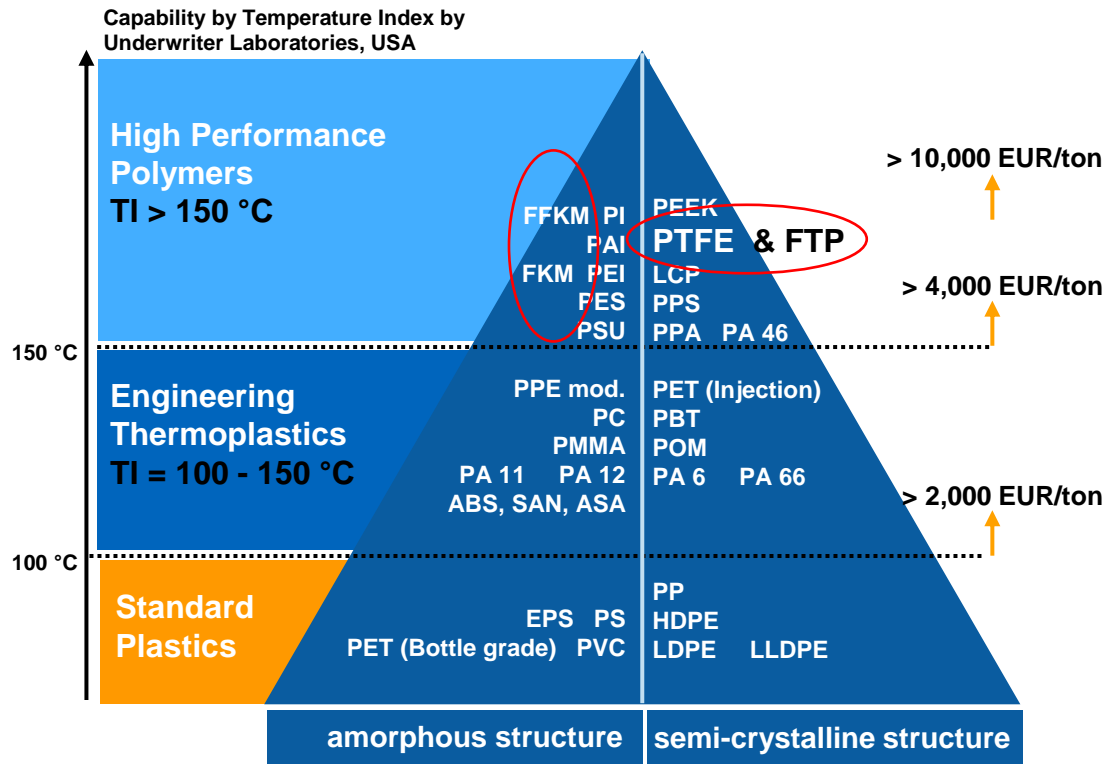 Capability by Temperature Index by
Underwriter Laboratories, USA
High Performance
Polymers
TI > 150 °C
FFKM PI
PAI
FKM PEI
PES
PSU
PEEK
PTFE & FTP
LCP
PPS
PPA PA 46
> 10,000 EUR/ton
> 4,000 EUR/ton
150 °C
Engineering
Thermoplastics
TI = 100 - 150 °C
PPE mod.
PC
PMMA
PA 11 PA 12
ABS, SAN, ASA
PET (Injection)
PBT
POM
PA 6 PA 66
> 2,000 EUR/ton
100 °C
Standard
Plastics
EPS PS
PET (Bottle grade) PVC
PP
HDPE
LDPE LLDPE
amorphous structure
semi-crystalline structure